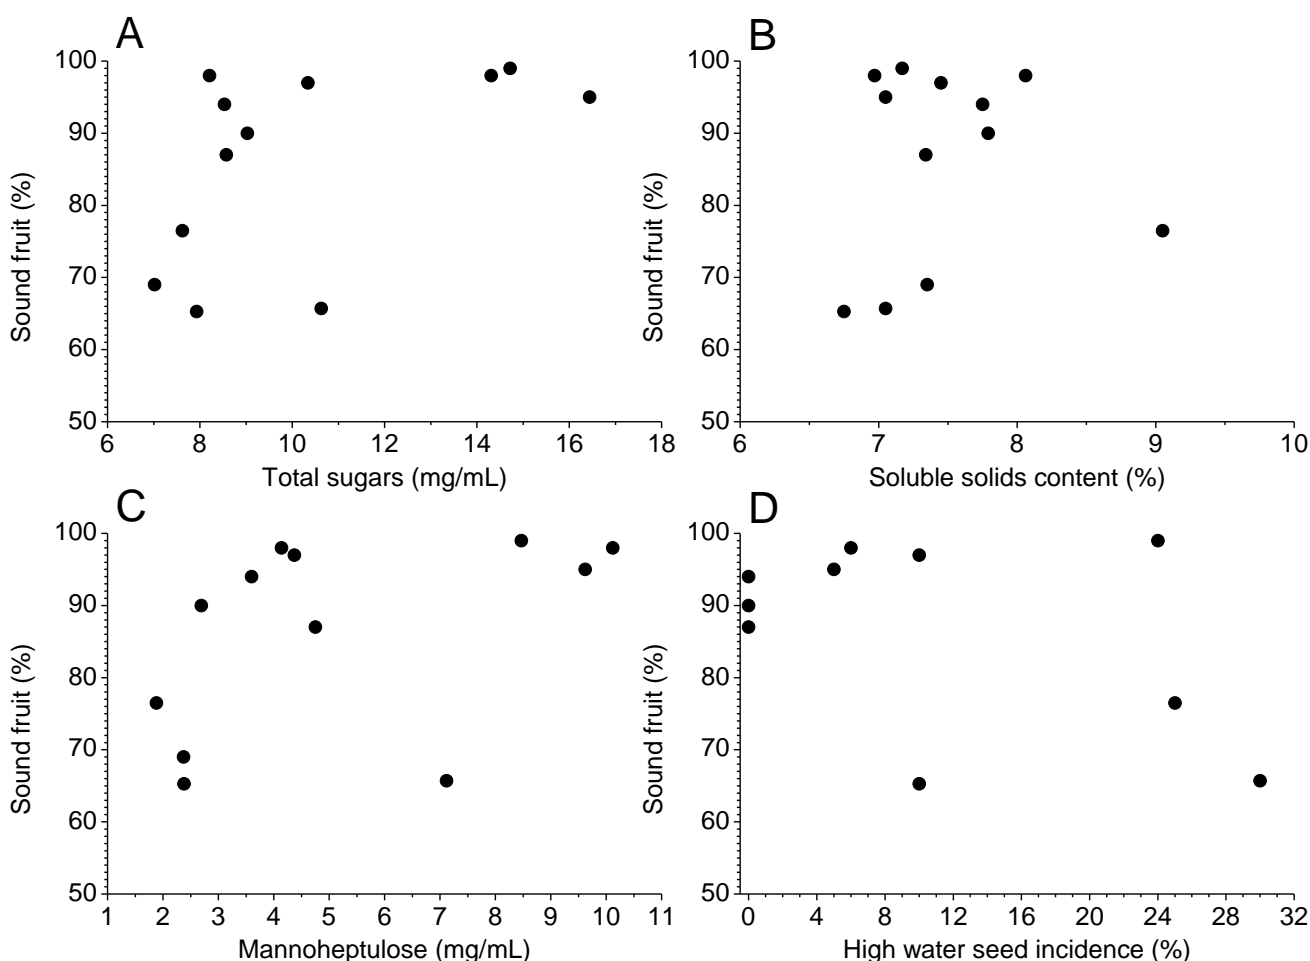 A
100
90
80
70
60
50
Sound fruit (%)
6 8 10 12 14 16 18
Total sugars (mg/mL)
B
100
90
80
70
60
50
Sound fruit (%)
6 7 8 9 10
Soluble solids content (%)
C
100
90
80
70
60
50
Sound fruit (%)
1 2 3 4 5 6 7 8 9 10 11
Mannoheptulose (mg/mL)
D
100
90
80
70
60
50
Sound fruit (%)
0 4 8 12 16 20 24 28 32
High water seed incidence (%)